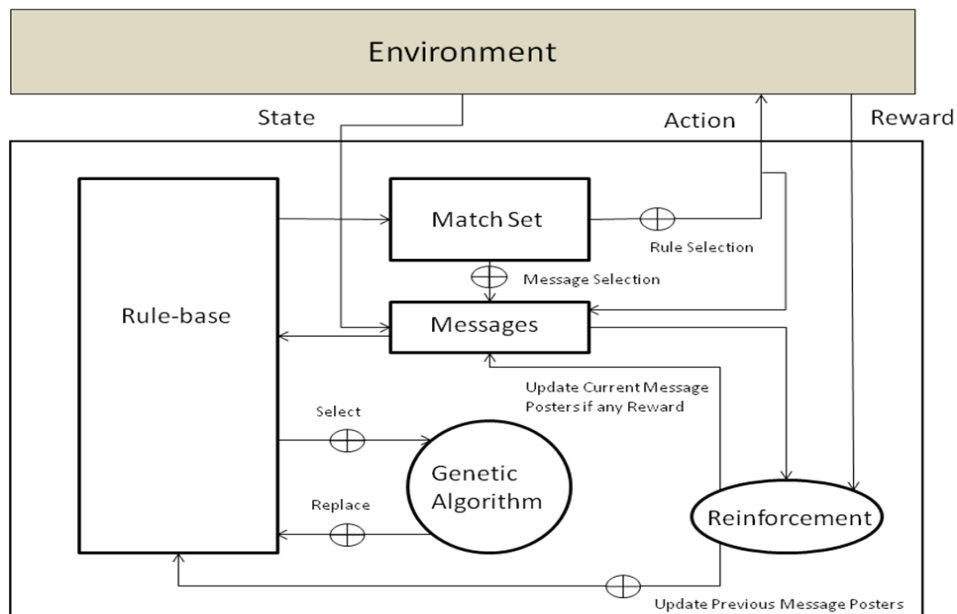 Environment
State
Action
Reward
Match Set
Rule Selection
Message Selection
Rule-base
Messages
Update Current Message
Posters if any Reward
Select
Genetic
Algorithm
Replace
Reinforcement
Update Previous Message Posters